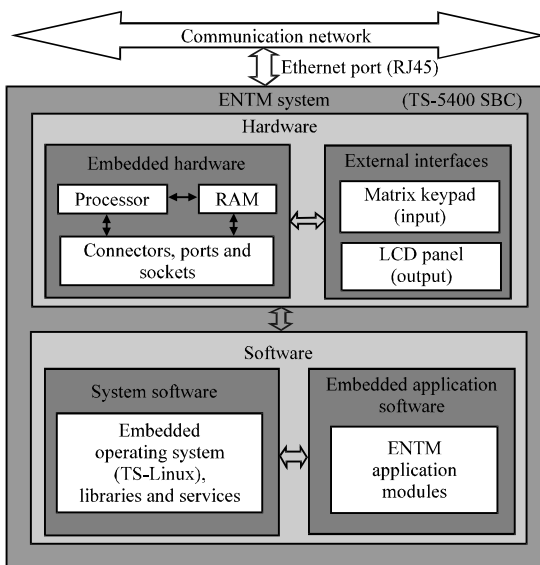 Communication network
Ethernet port (RJ45)
ENTM system
(TS-5400 SBC)
Hardware
Embedded hardware
Processor
RAM
Connectors, ports and
sockets
External interfaces
Matrix keypad
(input)
LCD panel
(output)
Software
System software
Embedded
operating system
(TS-Linux),
libraries and services
Embedded application
software
ENTM
application
modules